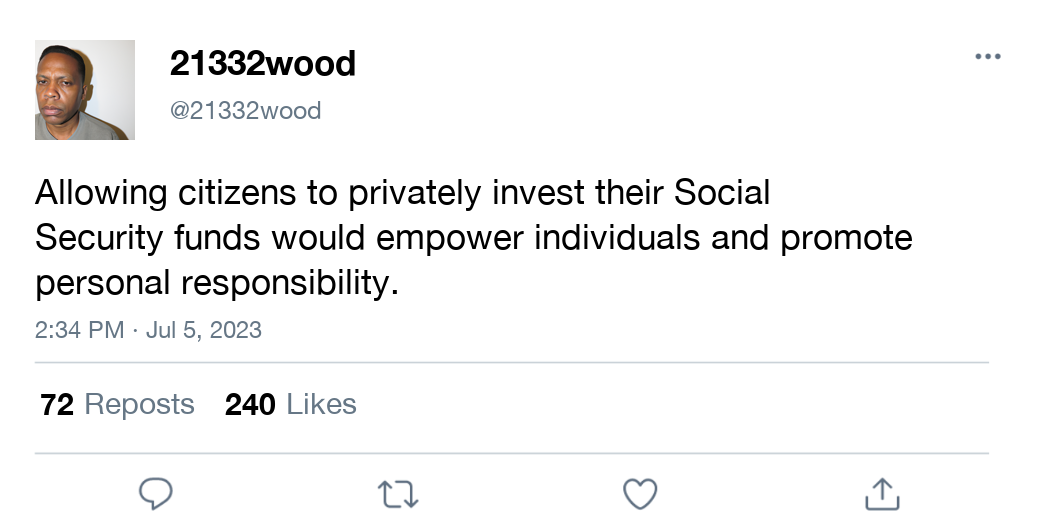 21332wood
@21332wood
Allowing citizens to privately invest their Social
Security funds would empower individuals and promote
personal responsibility.
2:34 PM · Jul 5, 2023
72 Reposts 240 Likes